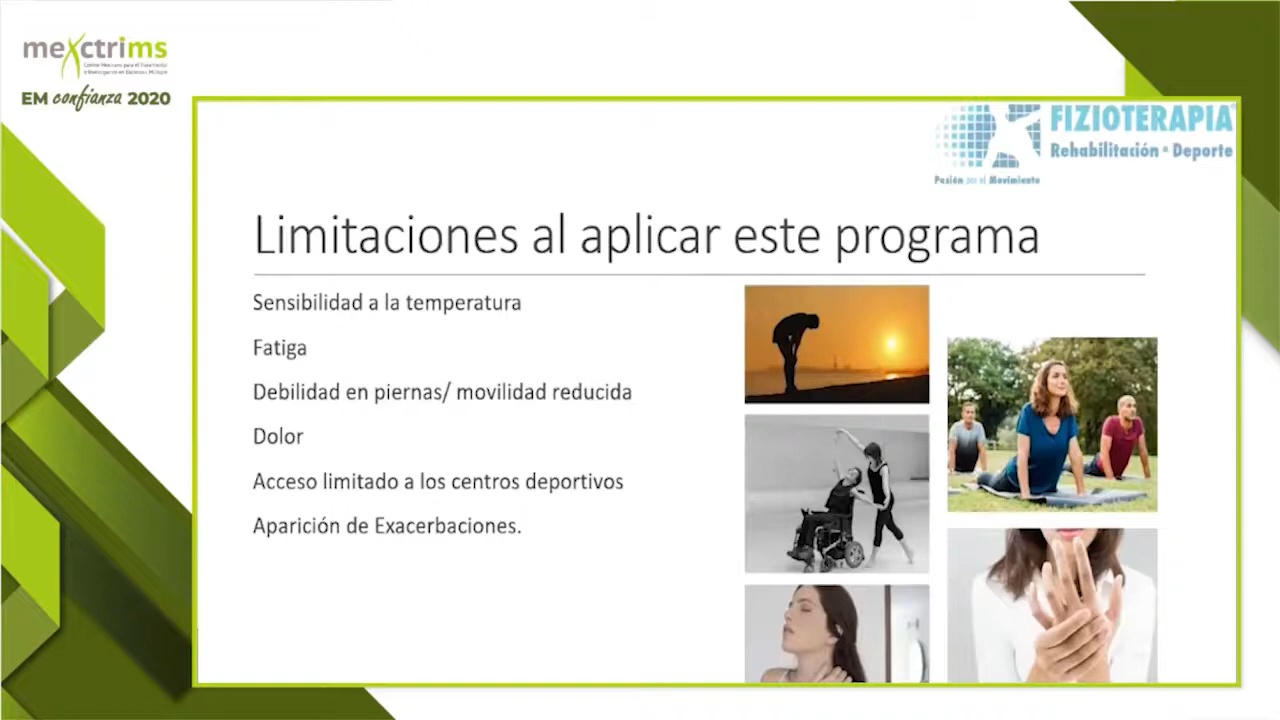 mexctrims
EM confianza 2020
FIZIOTERAPIA
Rehabilitación • Deporte
Pasión por el Movimiento
Limitaciones al aplicar este programa
Sensibilidad a la temperatura
Fatiga
Debilidad en piernas/ movilidad reducida
Dolor
Acceso limitado a los centros deportivos
Aparición de Exacerbaciones.